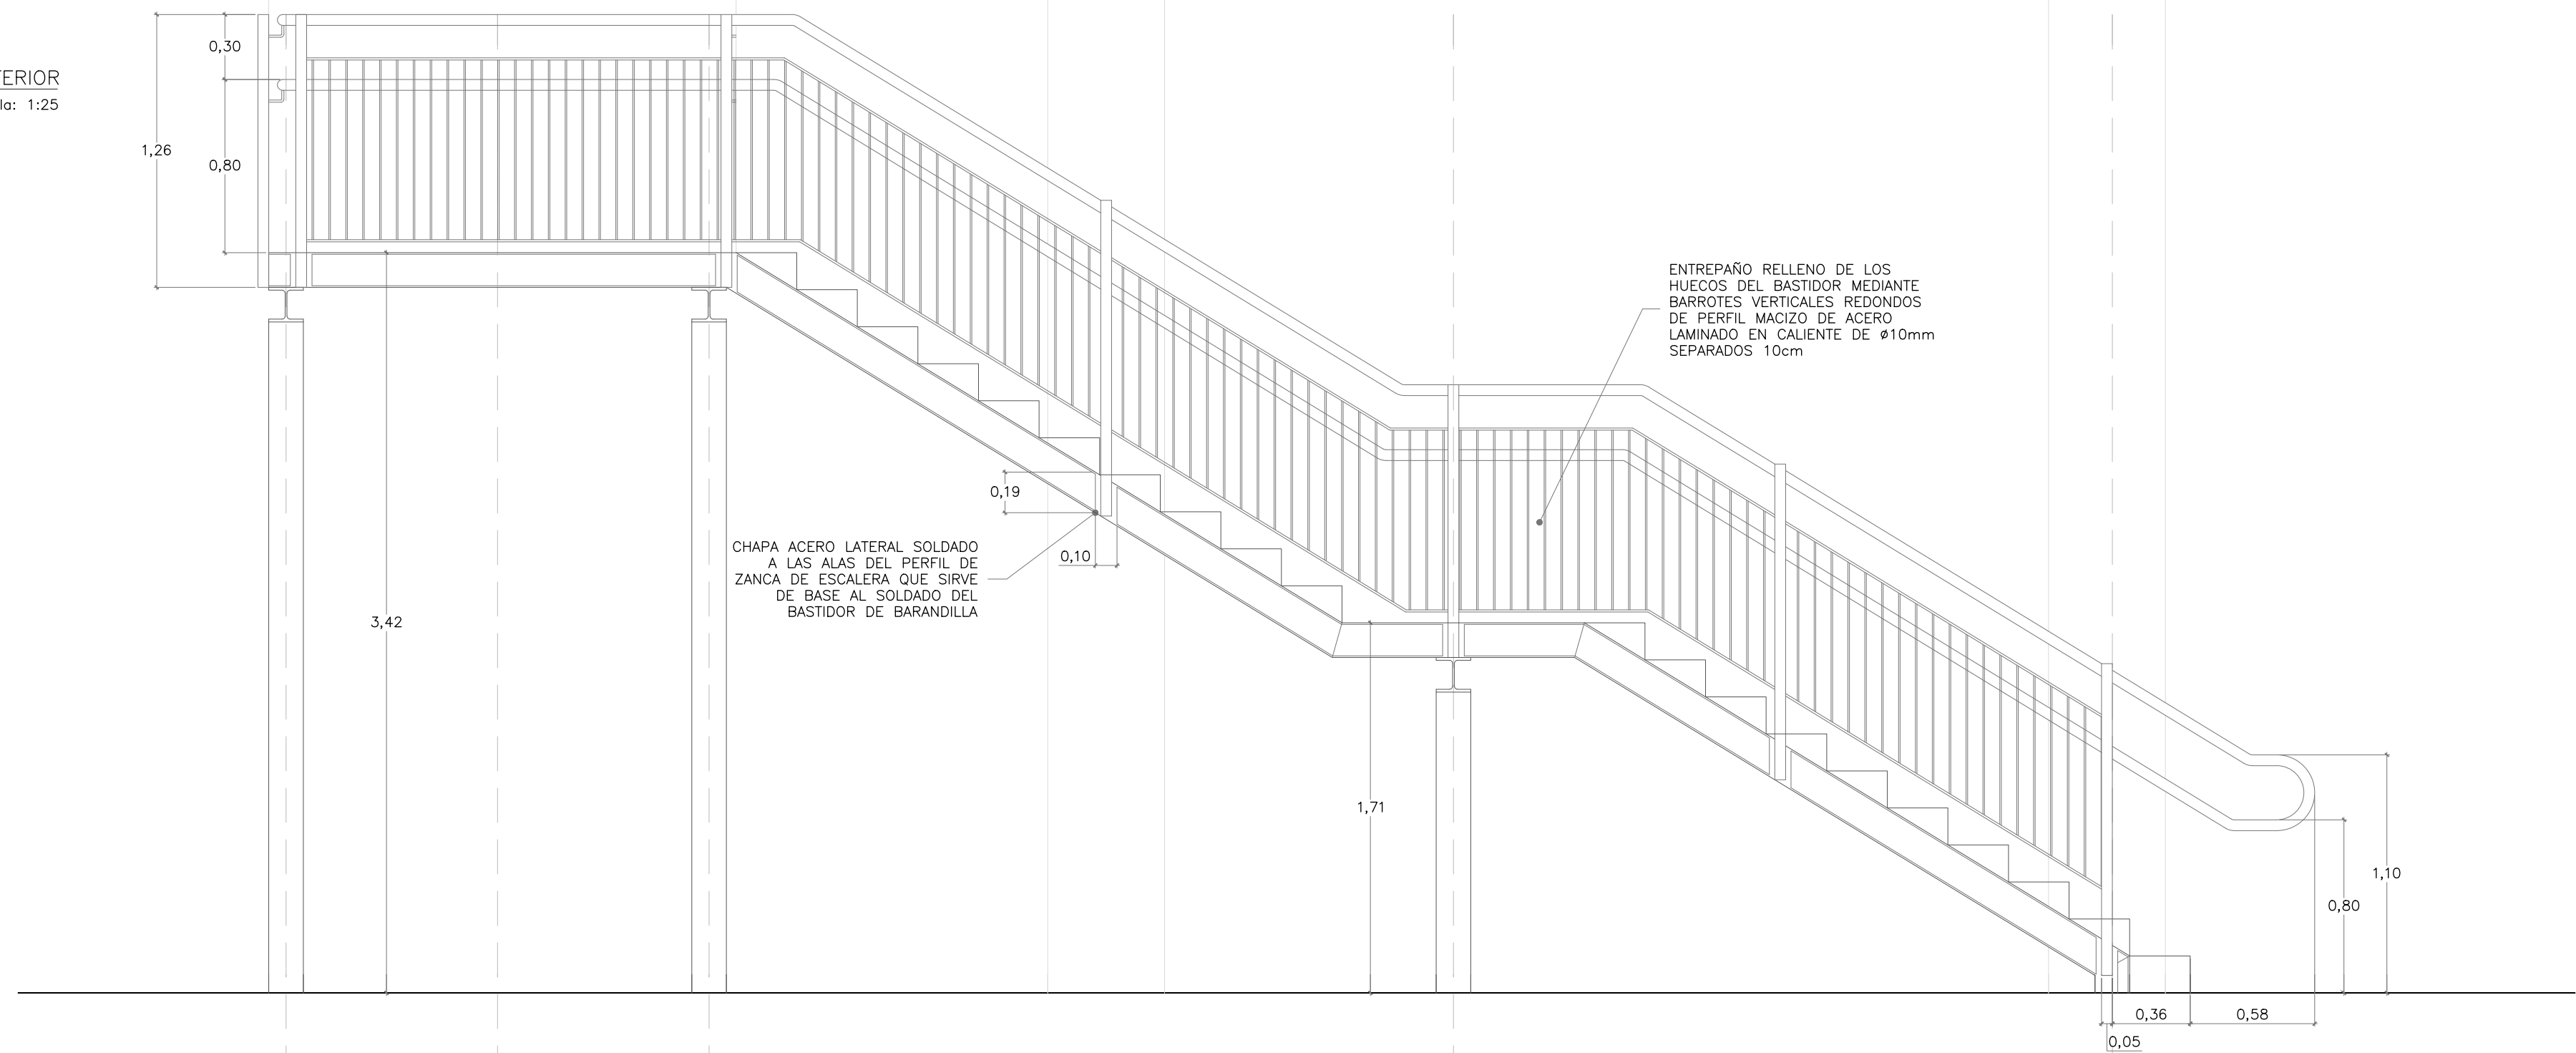 TERIOR
la: 1:25
0,30
1,26
0,80
3,42
0,19
0,10
CHAPA ACERO LATERAL SOLDADO
A LAS ALAS DEL PERFIL DE
ZANCA DE ESCALERA QUE SIRVE
DE BASE AL SOLDADO DEL
BASTIDOR DE BARANDILLA
ENTREPAÑO RELLENO DE LOS
HUECOS DEL BASTIDOR MEDIANTE
BARROTES VERTICALES REDONDOS
DE PERFIL MACIZO DE ACERO
LAMINADO EN CALIENTE DE ø10mm
SEPARADOS 10cm
1,71
1,10
0,80
0,36
0,58
0,05